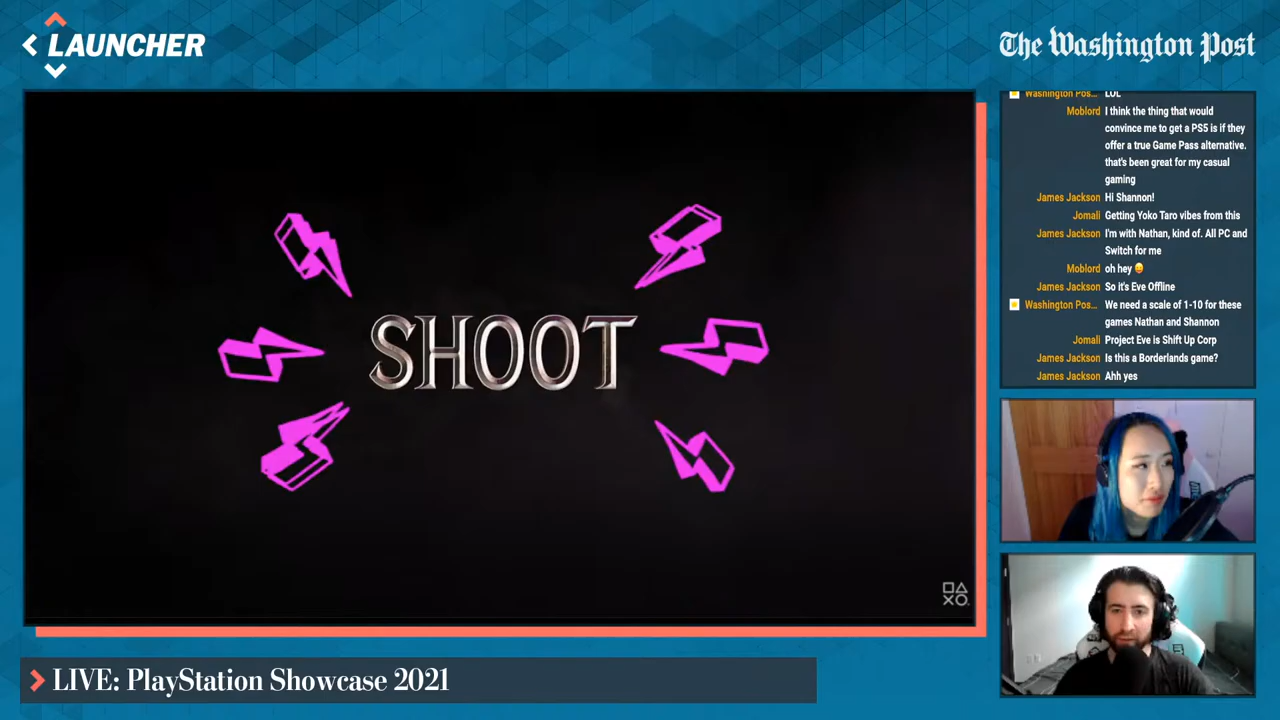 LAUNCHER
The Washington Post
SHOOT
Washington Pos... LOL
Moblord I think the thing that would
convince me to get a PS5 is if they
offer a true Game Pass alternative.
that's been great for my casual
gaming
James Jackson Hi Shannon!
Jomali Getting Yoko Taro vibes from this
James Jackson I'm with Nathan, kind of. All PC and
Switch for me
Moblord oh hey 😛
James Jackson So it's Eve Offline
Washington Pos... We need a scale of 1-10 for these
games Nathan and Shannon
Jomali Project Eve is Shift Up Corp
James Jackson Is this a Borderlands game?
James Jackson Ahh yes
LIVE: PlayStation Showcase 2021